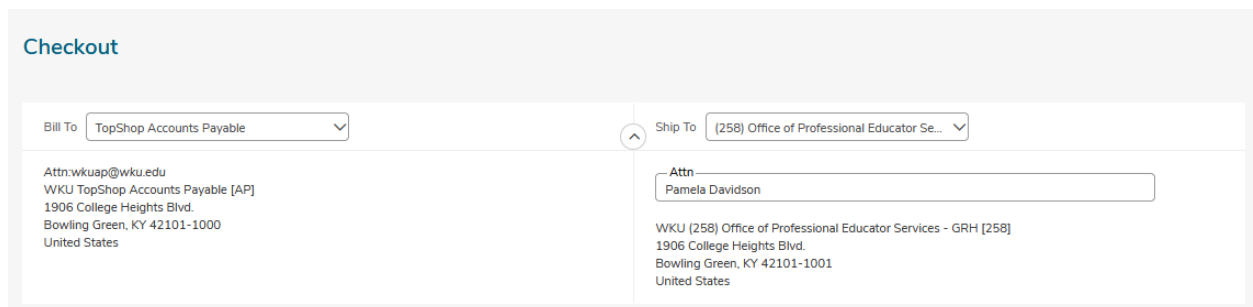 Checkout
Bill To TopShop Accounts Payable
Attn:wkuap@wku.edu
WKU TopShop Accounts Payable [AP]
1906 College Heights Blvd.
Bowling Green, KY 42101-1000
United States
Ship To (258) Office of Professional Educator Se...
Attn
Pamela Davidson
WKU (258) Office of Professional Educator Services - GRH [258]
1906 College Heights Blvd.
Bowling Green, KY 42101-1001
United States